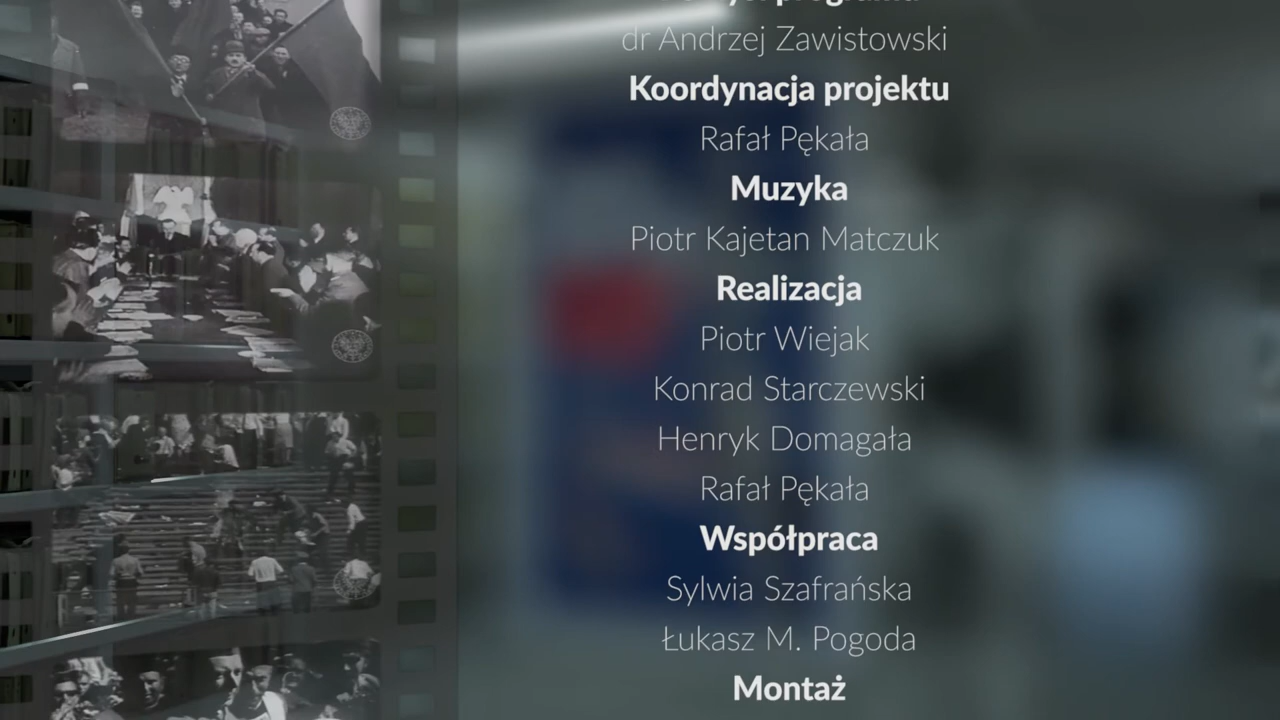 dr Andrzej Zawistowski
Koordynacja projektu
Rafał Pękała
Muzyka
Piotr Kajetan Matczuk
Realizacja
Piotr Wiejak
Konrad Starczewski
Henryk Domagała
Rafał Pękała
Współpraca
Sylwia Szafrańska
Łukasz M. Pogoda
Montaż